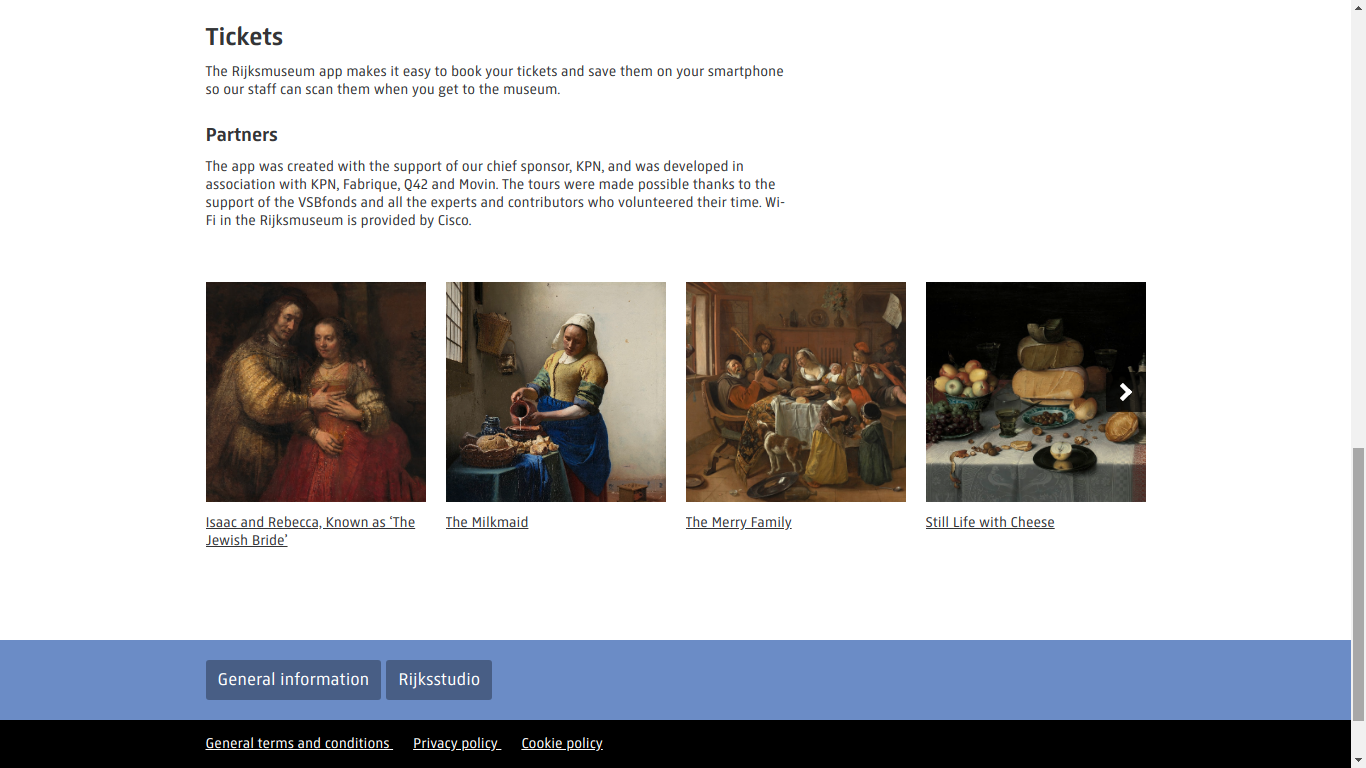 Tickets
The Rijksmuseum app makes it easy to book your tickets and save them on your smartphone
so our staff can scan them when you get to the museum.
Partners
The app was created with the support of our chief sponsor, KPN, and was developed in
association with KPN, Fabrique, Q42 and Movin. The tours were made possible thanks to the
support of the VSBfonds and all the experts and contributors who volunteered their time. Wi-
Fi in the Rijksmuseum is provided by Cisco.
Isaac and Rebecca, Known as ‘The
Jewish Bride’
The Milkmaid
The Merry Family
Still Life with Cheese
General information
Rijksstudio
General terms and conditions
Privacy policy
Cookie policy